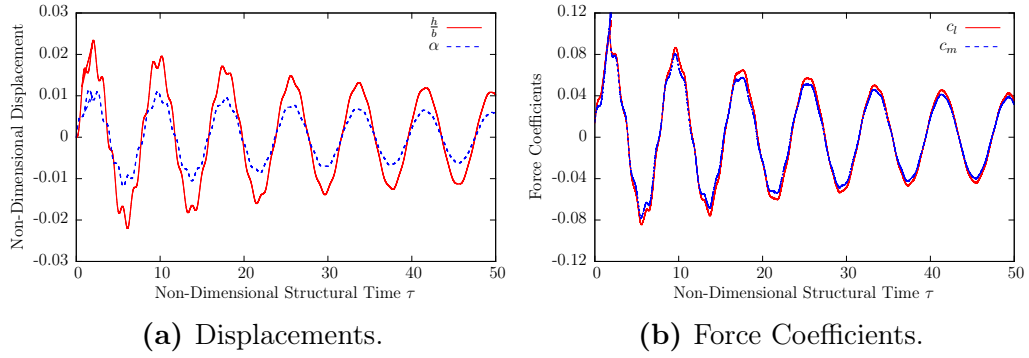 0.03
0.02
0.01
0
-0.01
-0.02
-0.03
0 10 20 30 40 50
Non-Dimensional Displacement
Non-Dimensional Structural Time τ
h/b
α
(a) Displacements.
0.12
0.08
0.04
0
-0.04
-0.08
-0.12
0 10 20 30 40 50
Force Coefficients
Non-Dimensional Structural Time τ
c_l
c_m
(b) Force Coefficients.